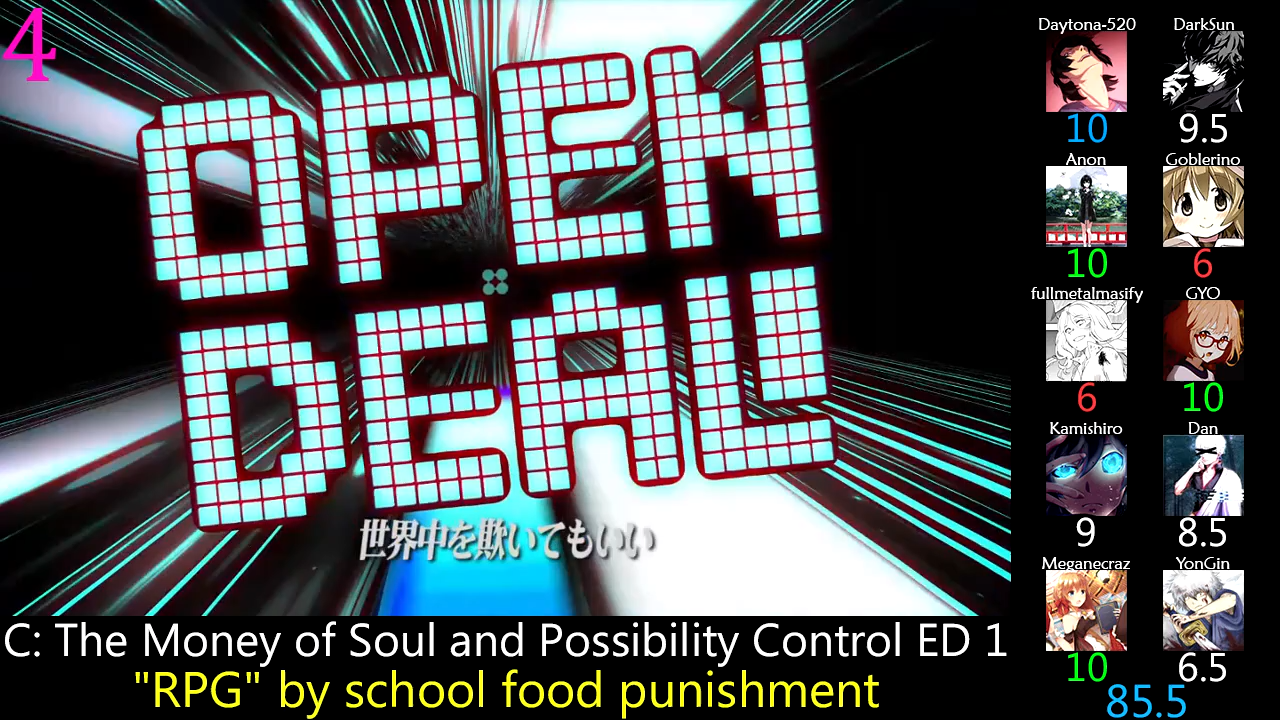 4
OPEN
DEAL
世界中を欺いてもいい
C: The Money of Soul and Possibility Control ED 1
"RPG" by school food punishment
Daytona-520 DarkSun
10 9.5
Anon Goblerino
10 6
fullmetalmasify GYO
6 10
Kamishiro Dan
9 8.5
Meganecraz YonGin
10 6.5
85.5